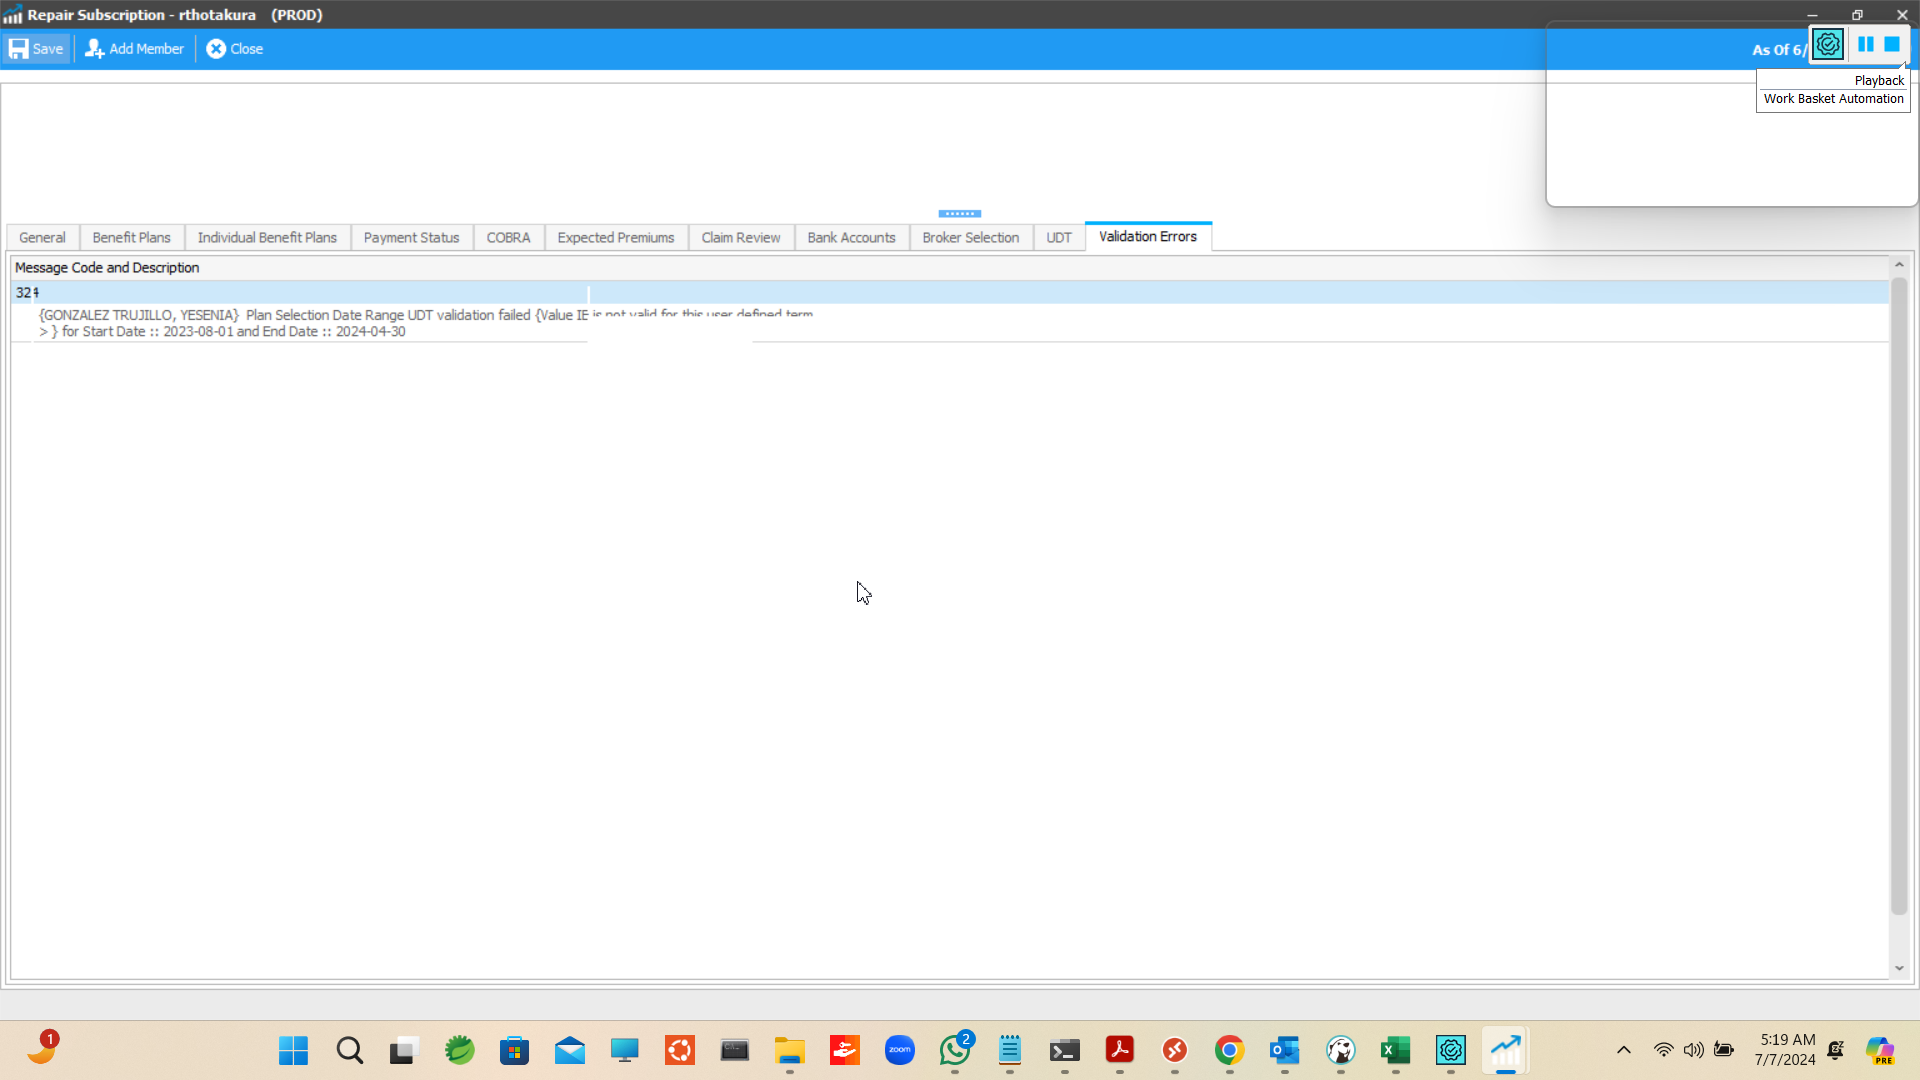 Repair Subscription - rthotakura (PROD)
Save
Add Member
Close
As Of 6/
Playback
Work Basket Automation
General
Benefit Plans
Individual Benefit Plans
Payment Status
COBRA
Expected Premiums
Claim Review
Bank Accounts
Broker Selection
UDT
Validation Errors
Message Code and Description
{GONZALEZ TRUJILLO, YESENIA} Plan Selection Date Range UDT validation failed {Value is not valid for this user defined term
> } for Start Date :: 2023-08-01 and End Date :: 2024-04-30
1
zoom
2
PRE
5:19 AM
7/7/2024